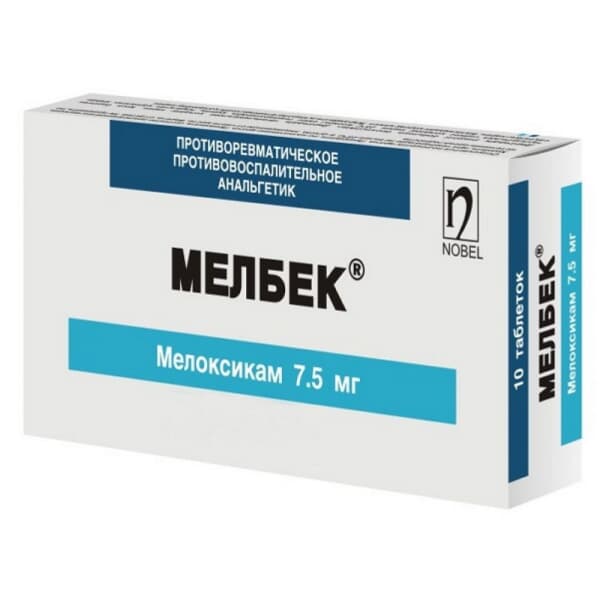 ПРОТИВОРЕВМАТИЧЕСКОЕ
ПРОТИВОВОСПАЛИТЕЛЬНОЕ
АНАЛЬГЕТИК
NOBEL
МЕЛБЕК®
Мелоксикам 7.5 мг
10 таблеток
МЕЛБЕК®
Мелоксикам 7.5 мг